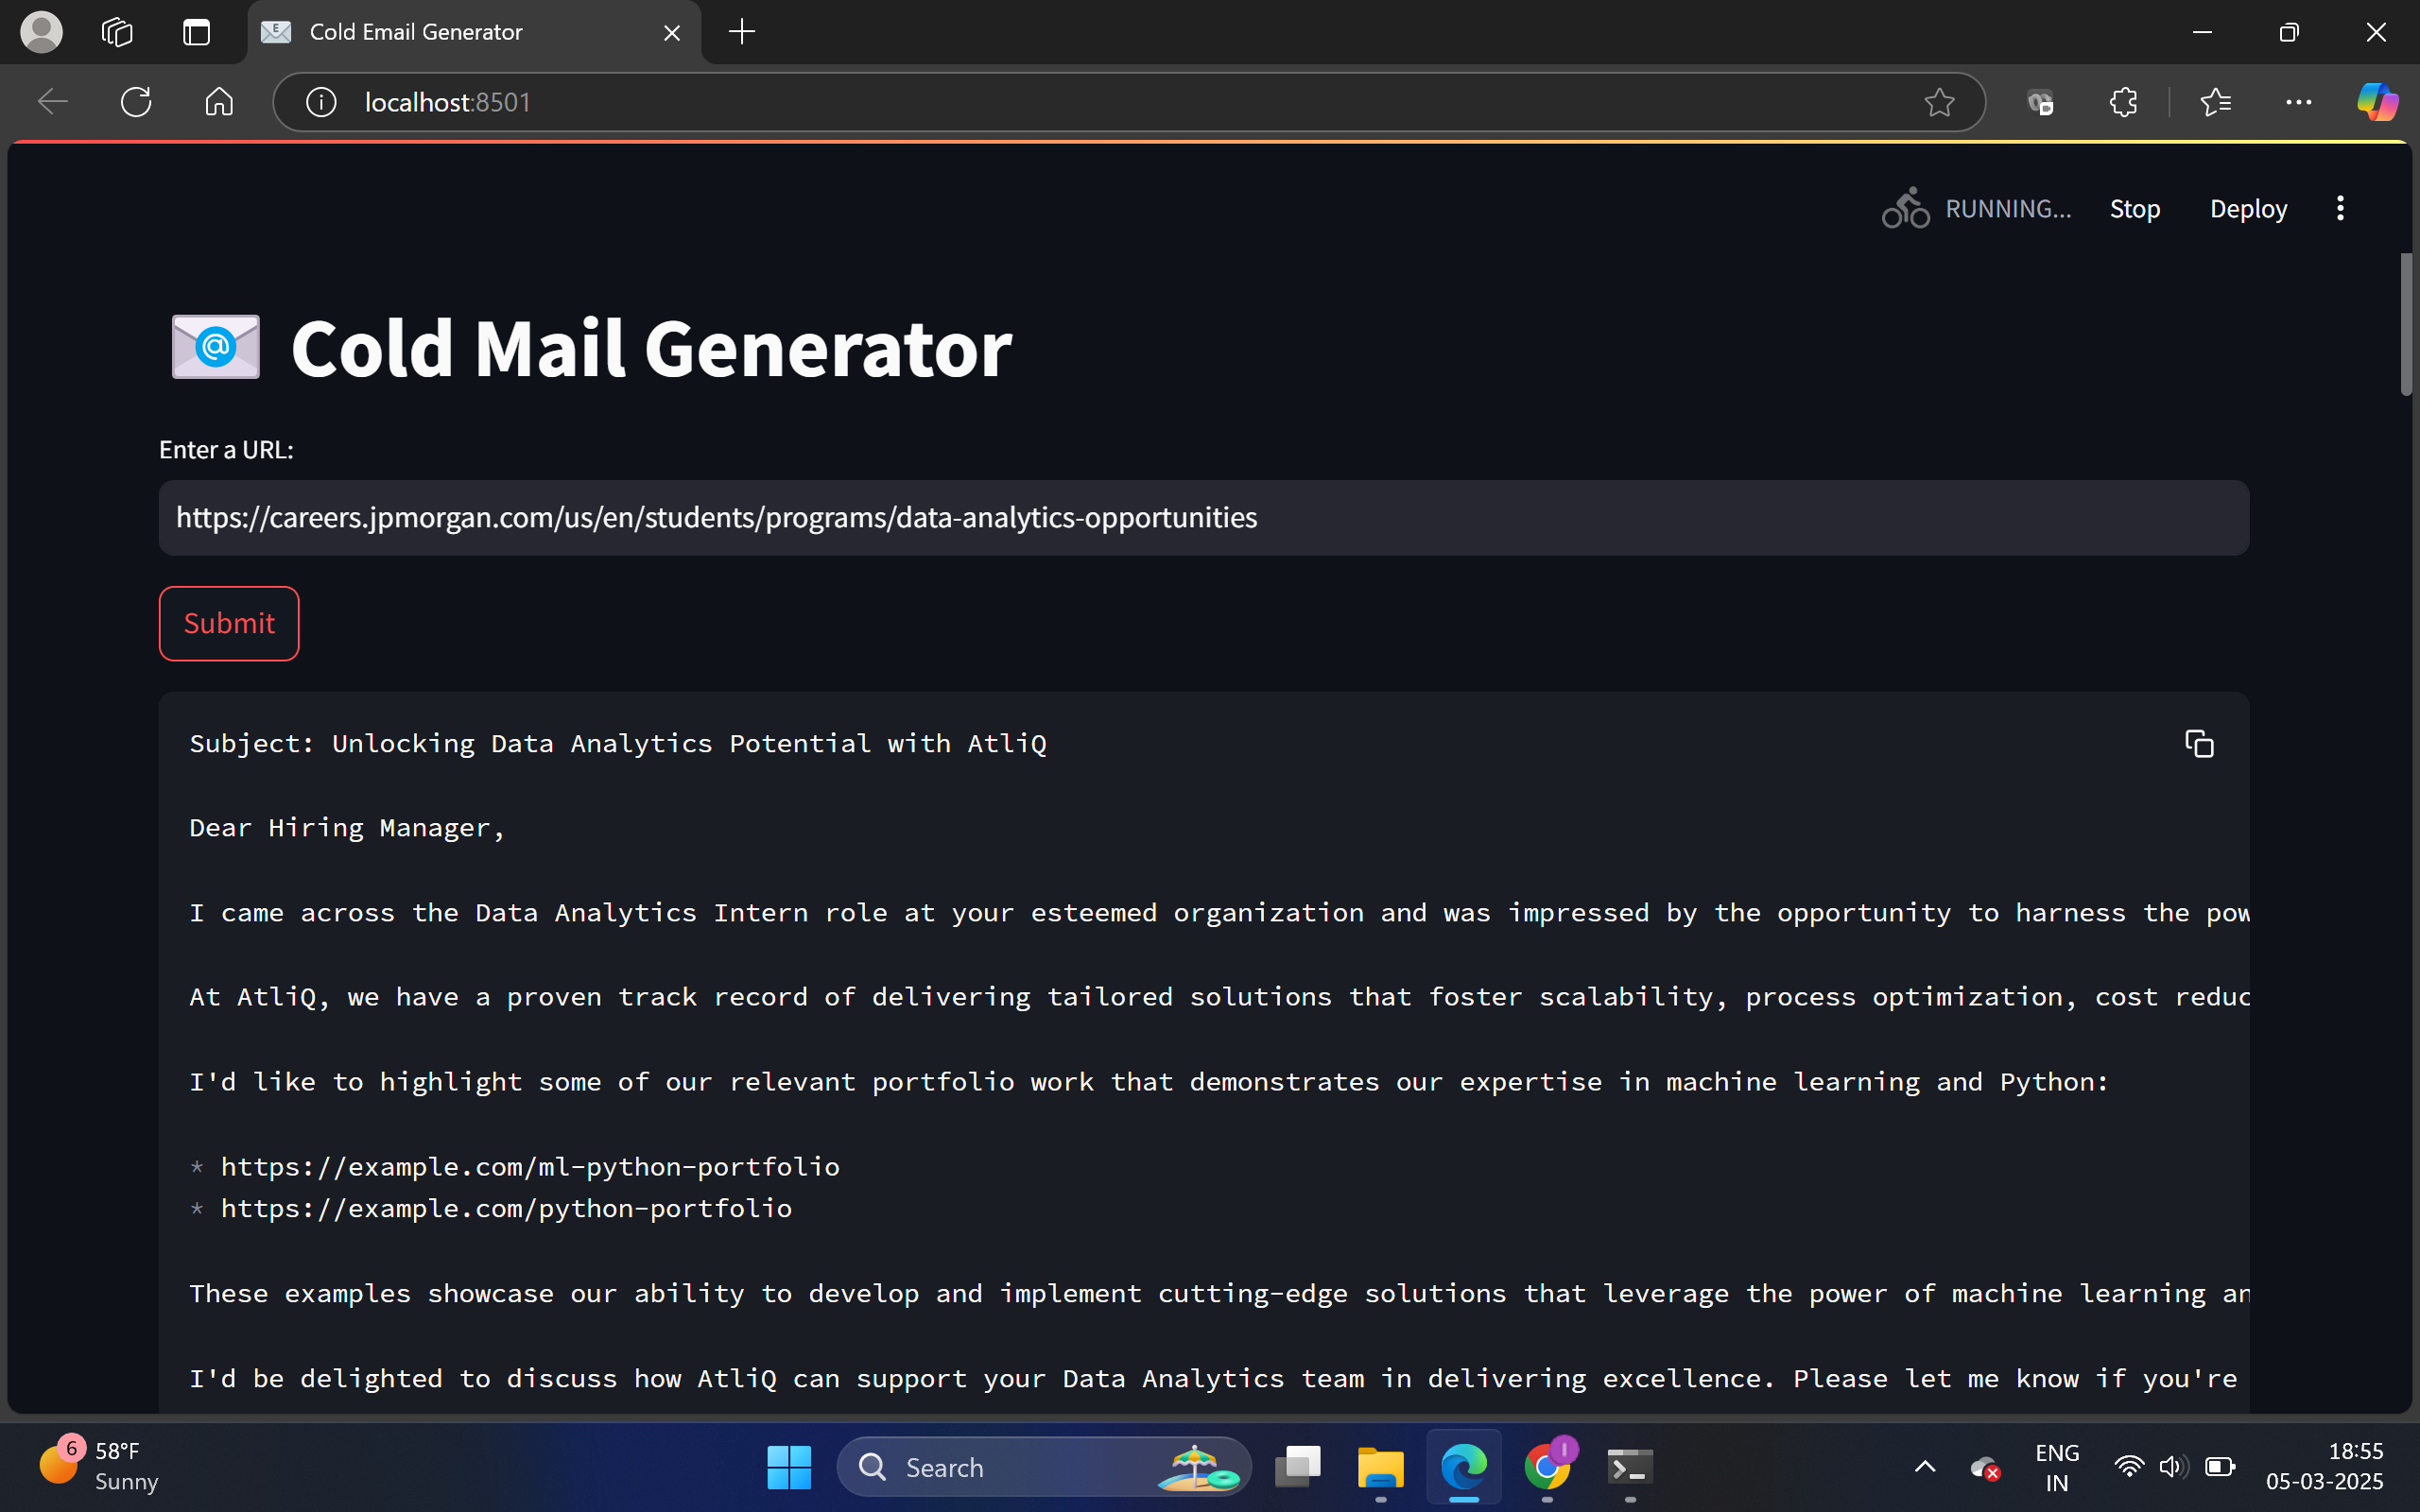 Cold Email Generator
localhost:8501
RUNNING...
Stop
Deploy
Cold Mail Generator
Enter a URL:
https://careers.jpmorgan.com/us/en/students/programs/data-analytics-opportunities
Submit
Subject: Unlocking Data Analytics Potential with AtliQ
Dear Hiring Manager,
I came across the Data Analytics Intern role at your esteemed organization and was impressed by the opportunity to harness the pow
At AtliQ, we have a proven track record of delivering tailored solutions that foster scalability, process optimization, cost reduc
I'd like to highlight some of our relevant portfolio work that demonstrates our expertise in machine learning and Python:
* https://example.com/ml-python-portfolio
* https://example.com/python-portfolio
These examples showcase our ability to develop and implement cutting-edge solutions that leverage the power of machine learning an
I'd be delighted to discuss how AtliQ can support your Data Analytics team in delivering excellence. Please let me know if you're
6
58°F
Sunny
Search
ENG
IN
18:55
05-03-2025